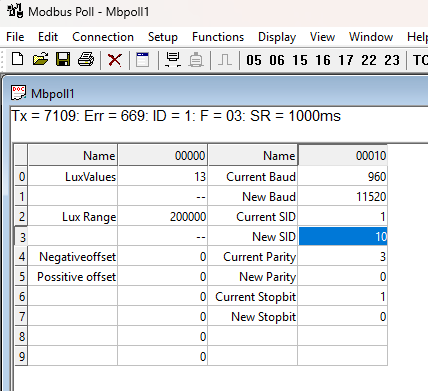 Modbus Poll - Mbpoll1
File Edit Connection Setup Functions Display View Window Help
05 06 15 16 17 22 23 TC
Mbpoll1
Tx = 7109: Err = 669: ID = 1: F = 03: SR = 1000ms
Name 00000 Name 00010
0 LuxValues 13 Current Baud 960
1 -- New Baud 11520
2 Lux Range 200000 Current SID 1
3 -- New SID 10
4 Negativeoffset 0 Current Parity 3
5 Possitive offset 0 New Parity 0
6 0 Current Stopbit 1
7 0 New Stopbit 0
8 0
9 0